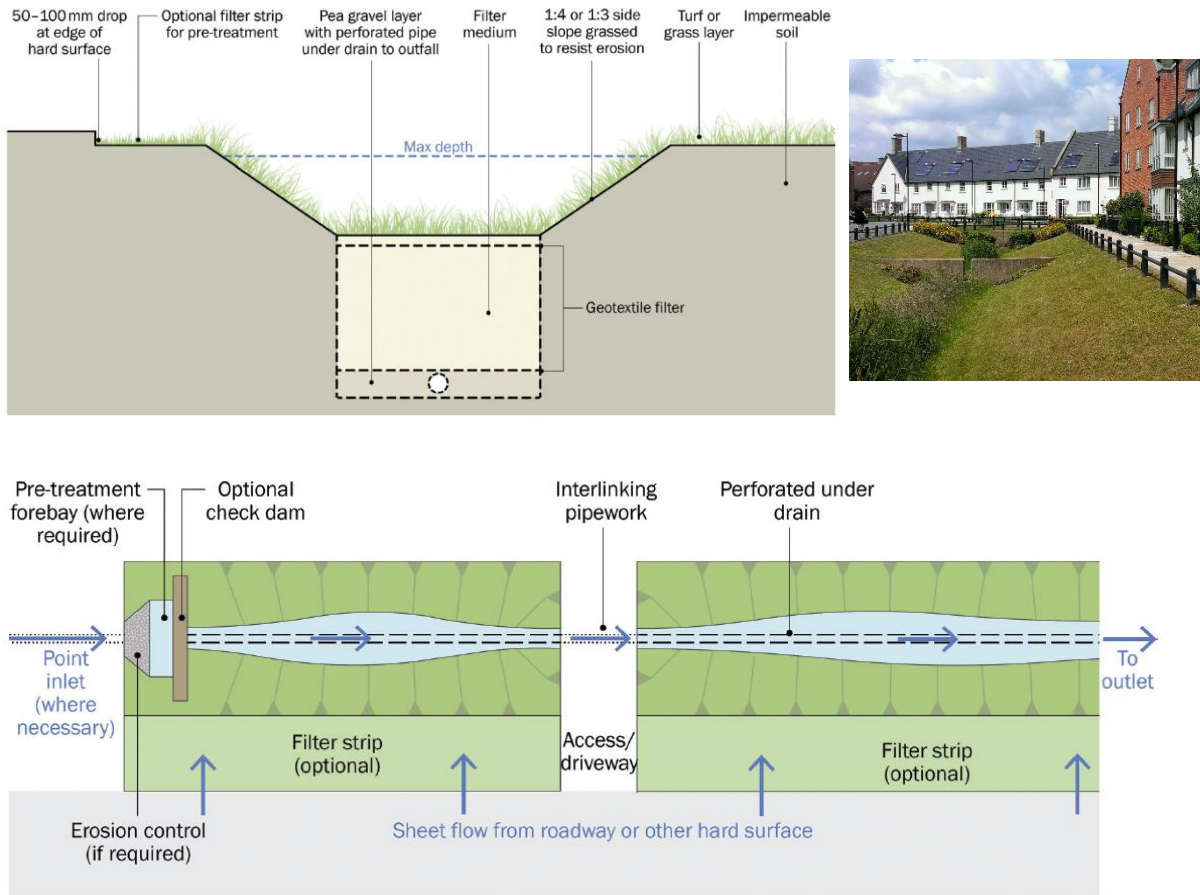 50–100 mm drop
at edge of
hard surface
Optional filter strip
for pre-treatment
Pea gravel layer
with perforated pipe
under drain to outfall
Filter
medium
1:4 or 1:3 side
slope grassed
to resist erosion
Turf or
grass layer
Impermeable
soil
Max depth
Geotextile filter
Pre-treatment
forebay (where
required)
Optional
check dam
Interlinking
pipework
Perforated under
drain
Point
inlet
(where
necessary)
To
outlet
Filter strip
(optional)
Access/
driveway
Filter strip
(optional)
Erosion control
(if required)
Sheet flow from roadway or other hard surface